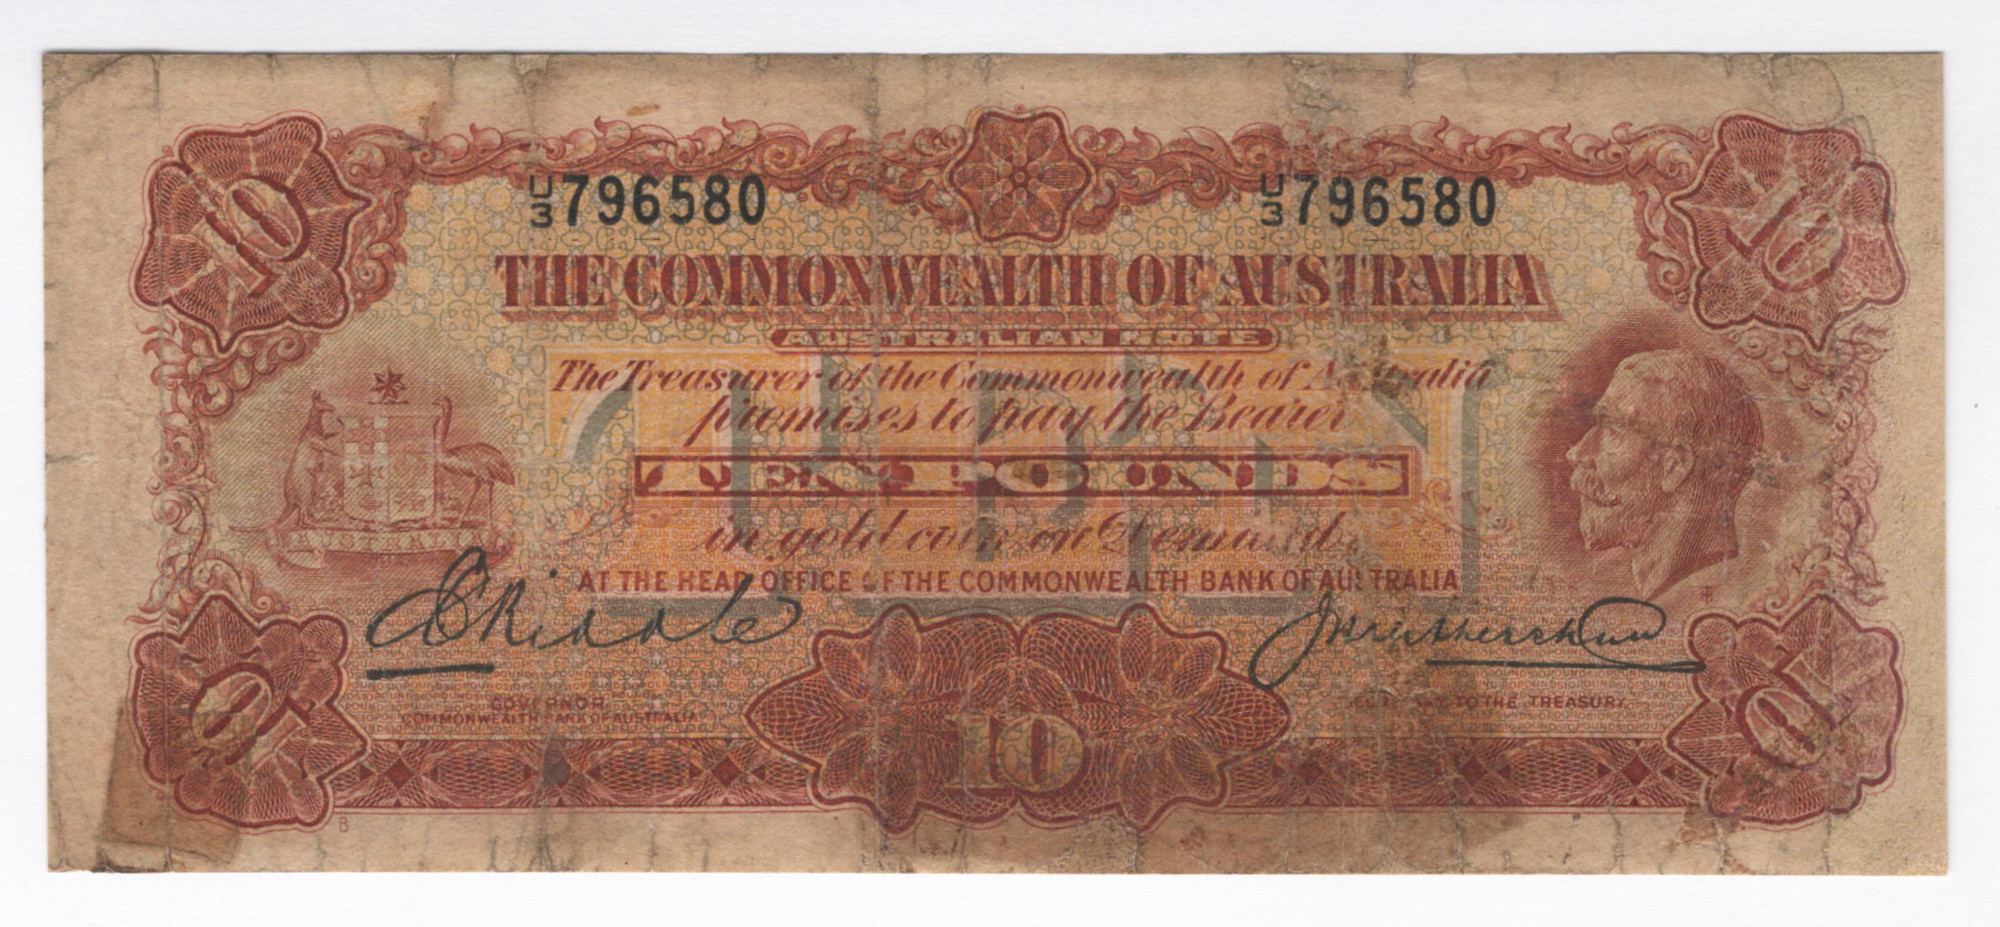 10
10
U/3 796580
U/3 796580
THE COMMONWEALTH OF AUSTRALIA
AUSTRALIAN NOTE
The Treasurer of the Commonwealth of Australia
promises to pay the Bearer
TEN POUNDS
in gold coin on Demand
AT THE HEAD OFFICE OF THE COMMONWEALTH BANK OF AUSTRALIA
E Riddle
GOVERNOR,
COMMONWEALTH BANK OF AUSTRALIA
TO THE TREASURY.
10
10
10
B